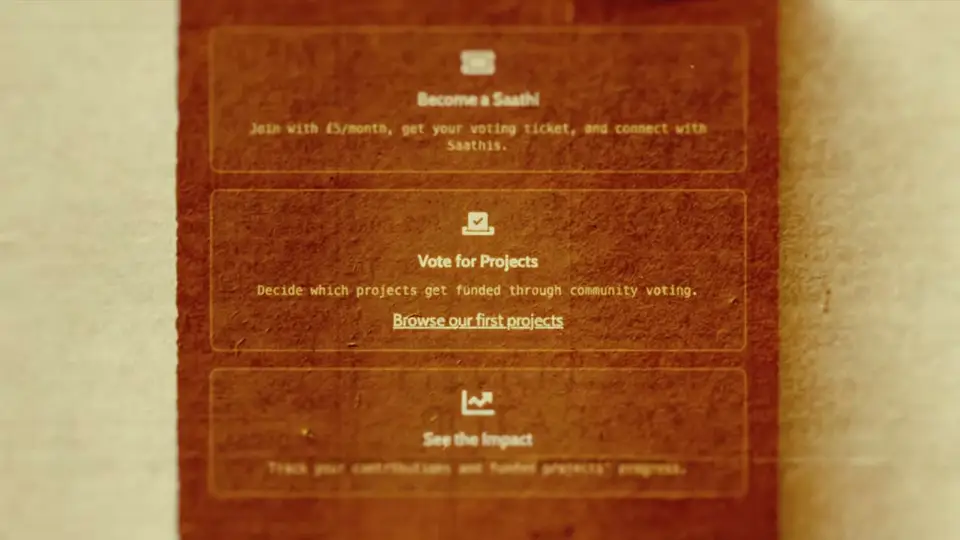 Become a Saathi
Join with £5/month, get your voting ticket, and connect with
Saathis.
Vote for Projects
Decide which projects get funded through community voting.
Browse our first projects
See the Impact
Track your contributions and funded projects' progress.